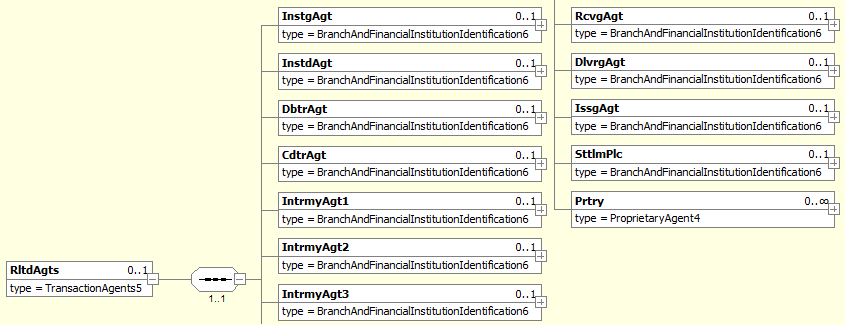 RltdAgts 0..1
type = TransactionAgents5
1..1
InstgAgt 0..1
type = BranchAndFinancialInstitutionIdentification6
InstdAgt 0..1
type = BranchAndFinancialInstitutionIdentification6
DbtrAgt 0..1
type = BranchAndFinancialInstitutionIdentification6
CdtrAgt 0..1
type = BranchAndFinancialInstitutionIdentification6
IntrmyAgt1 0..1
type = BranchAndFinancialInstitutionIdentification6
IntrmyAgt2 0..1
type = BranchAndFinancialInstitutionIdentification6
IntrmyAgt3 0..1
type = BranchAndFinancialInstitutionIdentification6
RcvgAgt 0..1
type = BranchAndFinancialInstitutionIdentification6
DlvrgAgt 0..1
type = BranchAndFinancialInstitutionIdentification6
IssgAgt 0..1
type = BranchAndFinancialInstitutionIdentification6
SttlmPlc 0..1
type = BranchAndFinancialInstitutionIdentification6
Prtry 0..∞
type = ProprietaryAgent4